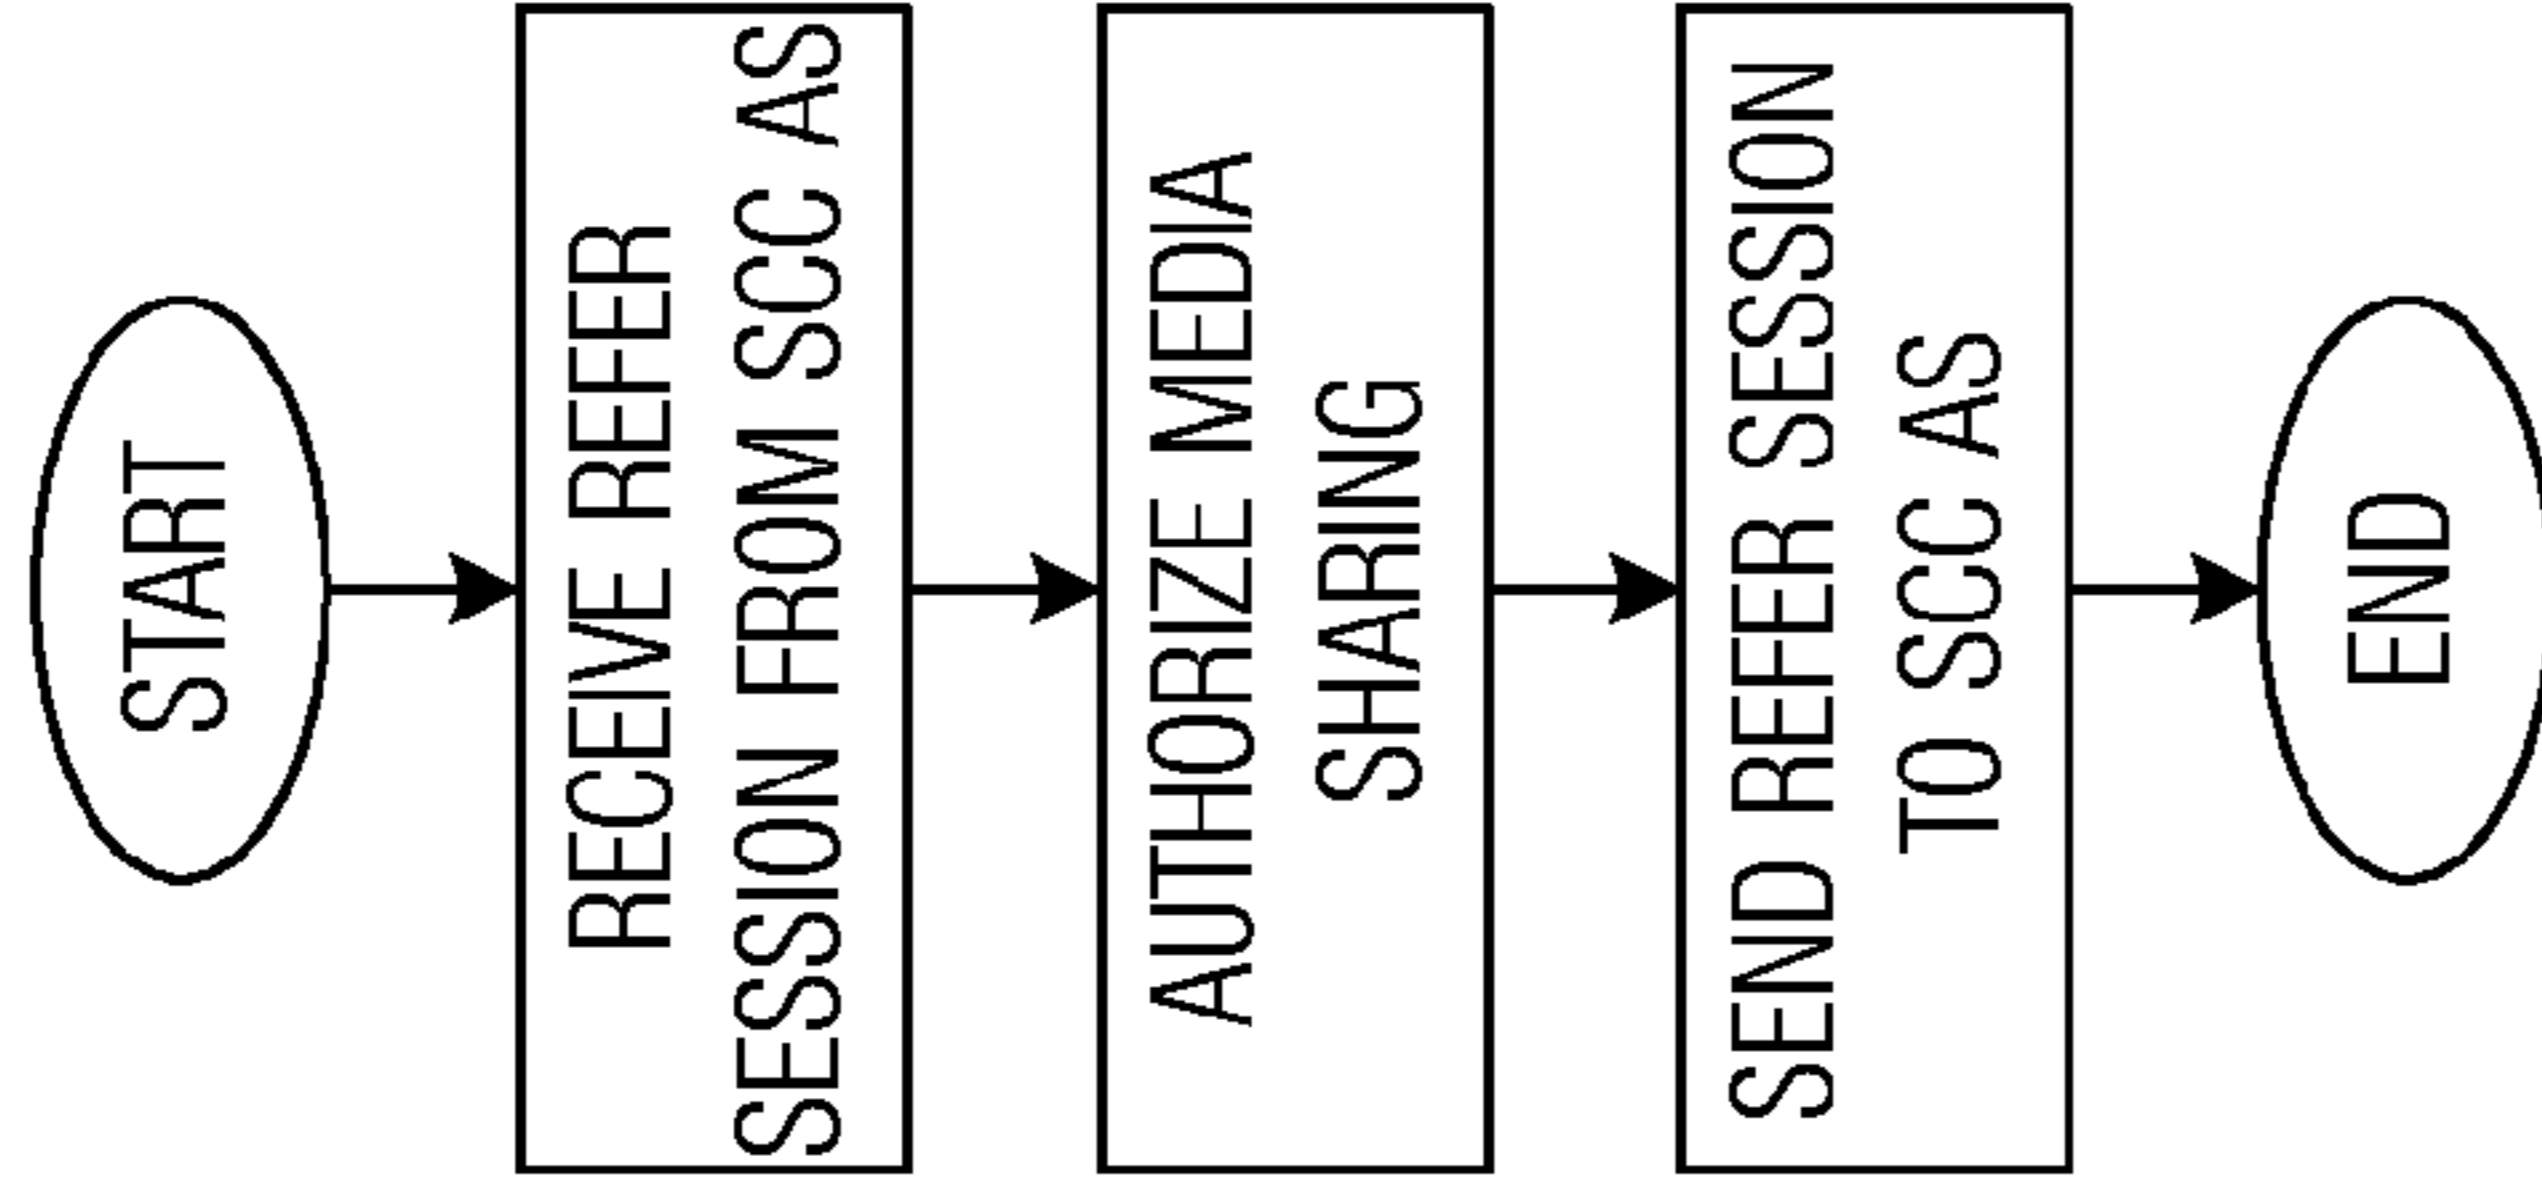 START
RECEIVE REFER
SESSION FROM SCC AS
AUTHORIZE MEDIA
SHARING
SEND REFER SESSION
TO SCC AS
END